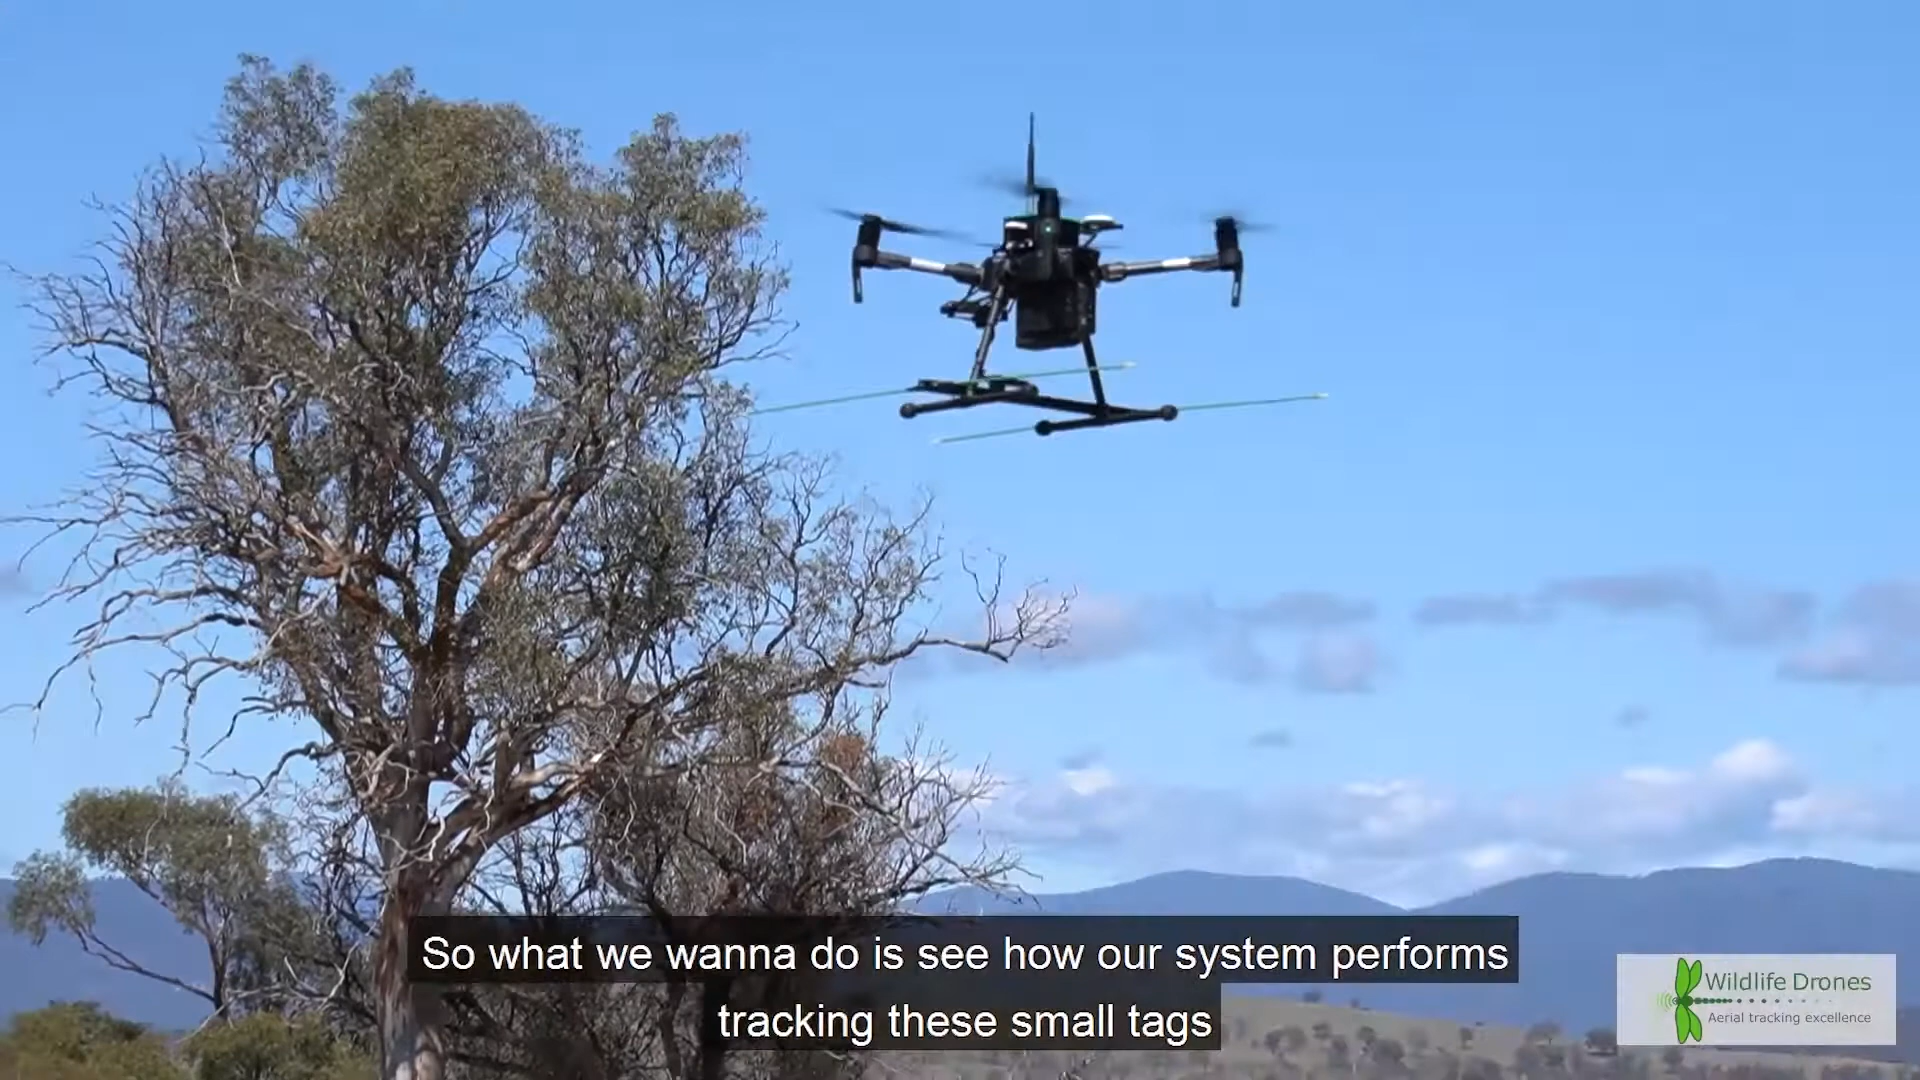 So what we wanna do is see how our system performs
tracking these small tags
Wildlife Drones
Aerial tracking excellence